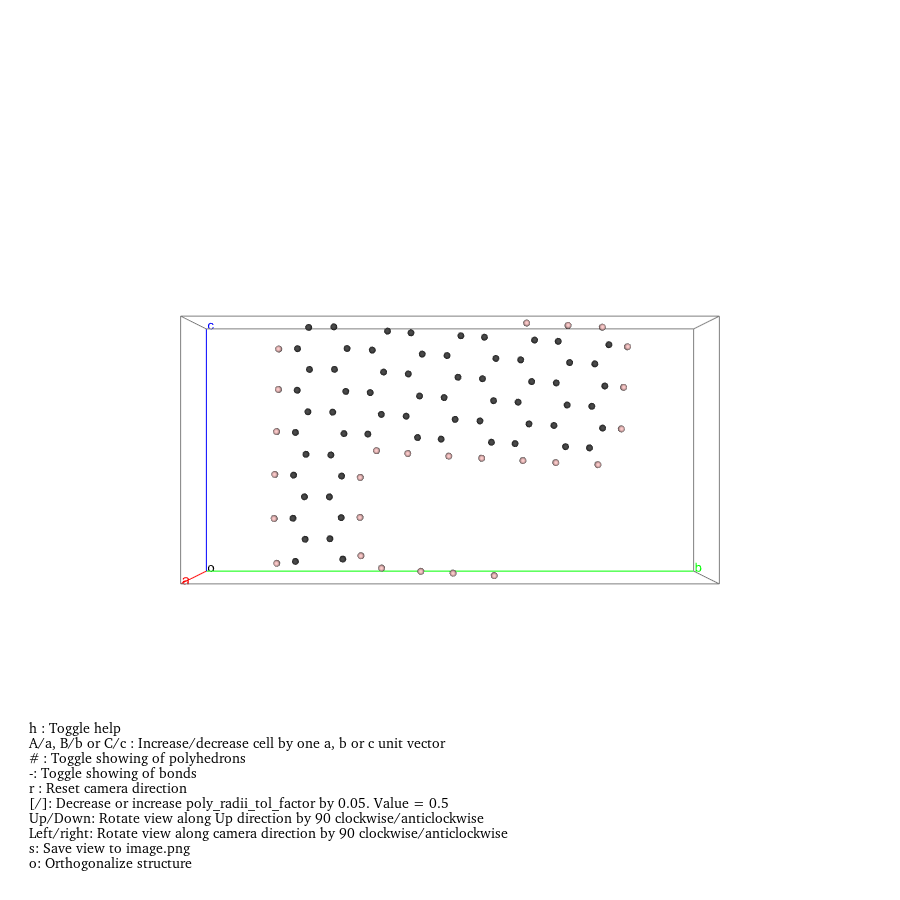 c
o
a
b
h : Toggle help
A/a, B/b or C/c : Increase/decrease cell by one a, b or c unit vector
# : Toggle showing of polyhedrons
-: Toggle showing of bonds
r : Reset camera direction
[/]: Decrease or increase poly_radii_tol_factor by 0.05. Value = 0.5
Up/Down: Rotate view along Up direction by 90 clockwise/anticlockwise
Left/right: Rotate view along camera direction by 90 clockwise/anticlockwise
s: Save view to image.png
o: Orthogonalize structure